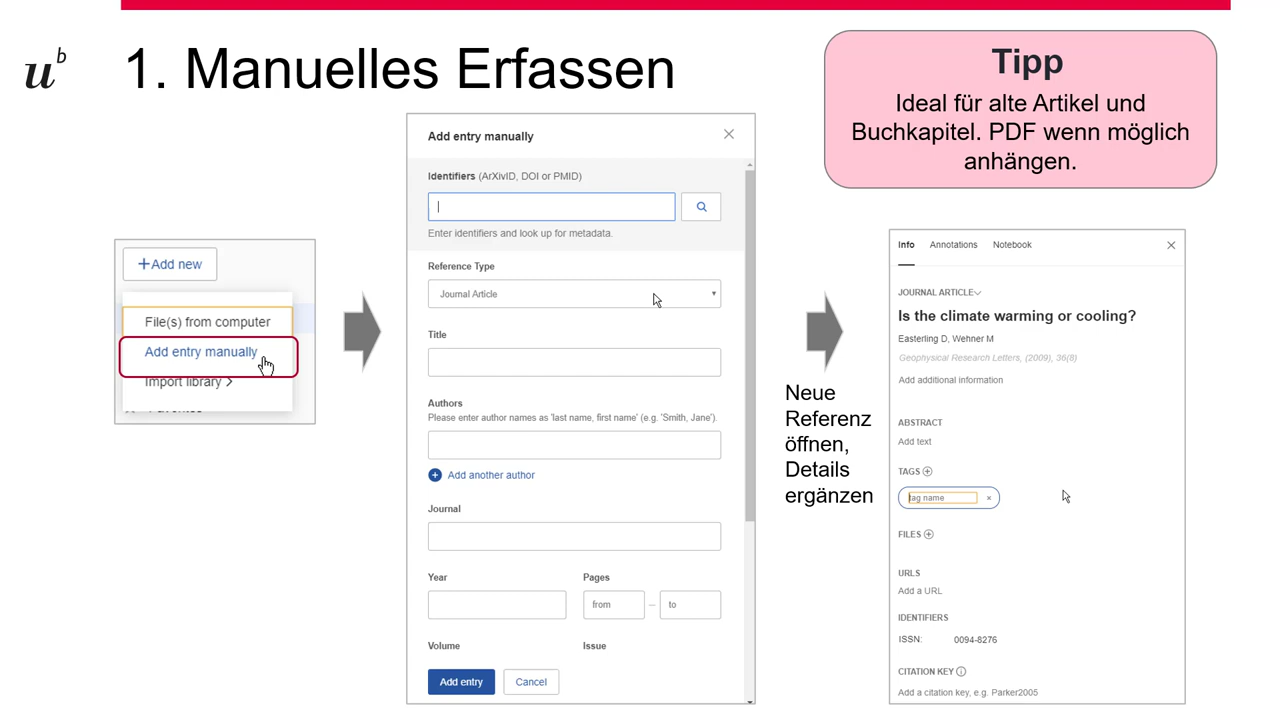 u b
1. Manuelles Erfassen
Tipp
Ideal für alte Artikel und
Buchkapitel. PDF wenn möglich
anhängen.
+Add new
File(s) from computer
Add entry manually
Import library >
Add entry manually
Identifiers (ArXivID, DOI or PMID)
Enter identifiers and look up for metadata.
Reference Type
Journal Article
Title
Authors
Please enter author names as 'last name, first name' (e.g. 'Smith, Jane').
+ Add another author
Journal
Year Pages
from – to
Volume Issue
Add entry Cancel
Neue
Referenz
öffnen,
Details
ergänzen
Info Annotations Notebook
JOURNAL ARTICLE
Is the climate warming or cooling?
Easterling D, Wehner M
Geophysical Research Letters, (2009), 36(8)
Add additional information
ABSTRACT
Add text
TAGS
tag name ×
FILES
URLS
Add a URL
IDENTIFIERS
ISSN: 0094-8276
CITATION KEY
Add a citation key, e.g. Parker2005